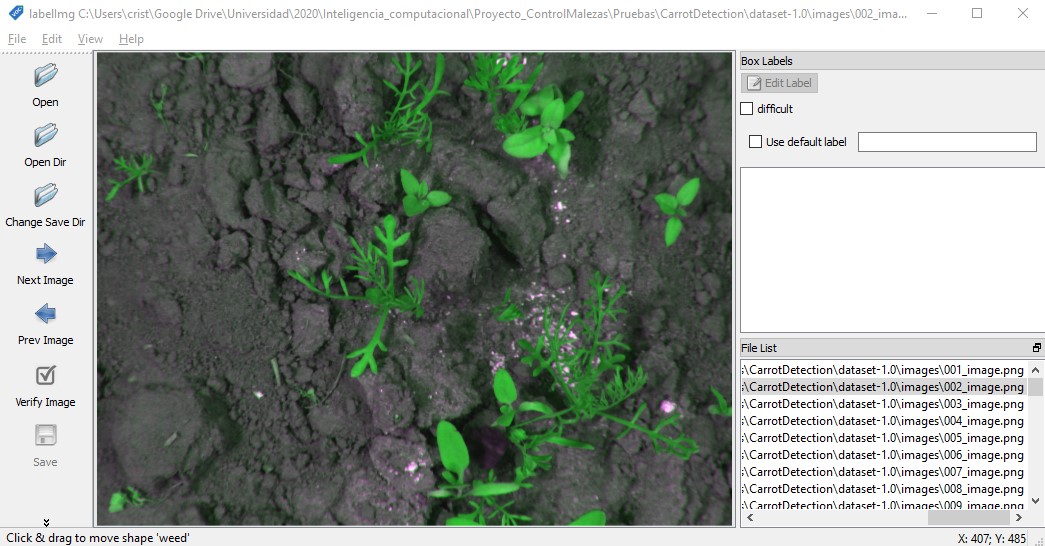 labelImg C:\Users\crist\Google Drive\Universidad\2020\Inteligencia_computacional\Proyecto_ControlMalezas\Pruebas\CarrotDetection\dataset-1.0\images\002_ima...
File Edit View Help
Open
Open Dir
Change Save Dir
Next Image
Prev Image
Verify Image
Save
Box Labels
Edit Label
difficult
Use default label
File List
:\CarrotDetection\dataset-1.0\images\001_image.png
:\CarrotDetection\dataset-1.0\images\002_image.png
:\CarrotDetection\dataset-1.0\images\003_image.png
:\CarrotDetection\dataset-1.0\images\004_image.png
:\CarrotDetection\dataset-1.0\images\005_image.png
:\CarrotDetection\dataset-1.0\images\006_image.png
:\CarrotDetection\dataset-1.0\images\007_image.png
:\CarrotDetection\dataset-1.0\images\008_image.png
:\CarrotDetection\dataset-1.0\images\009_image.png
Click & drag to move shape 'weed'
X: 407; Y: 485